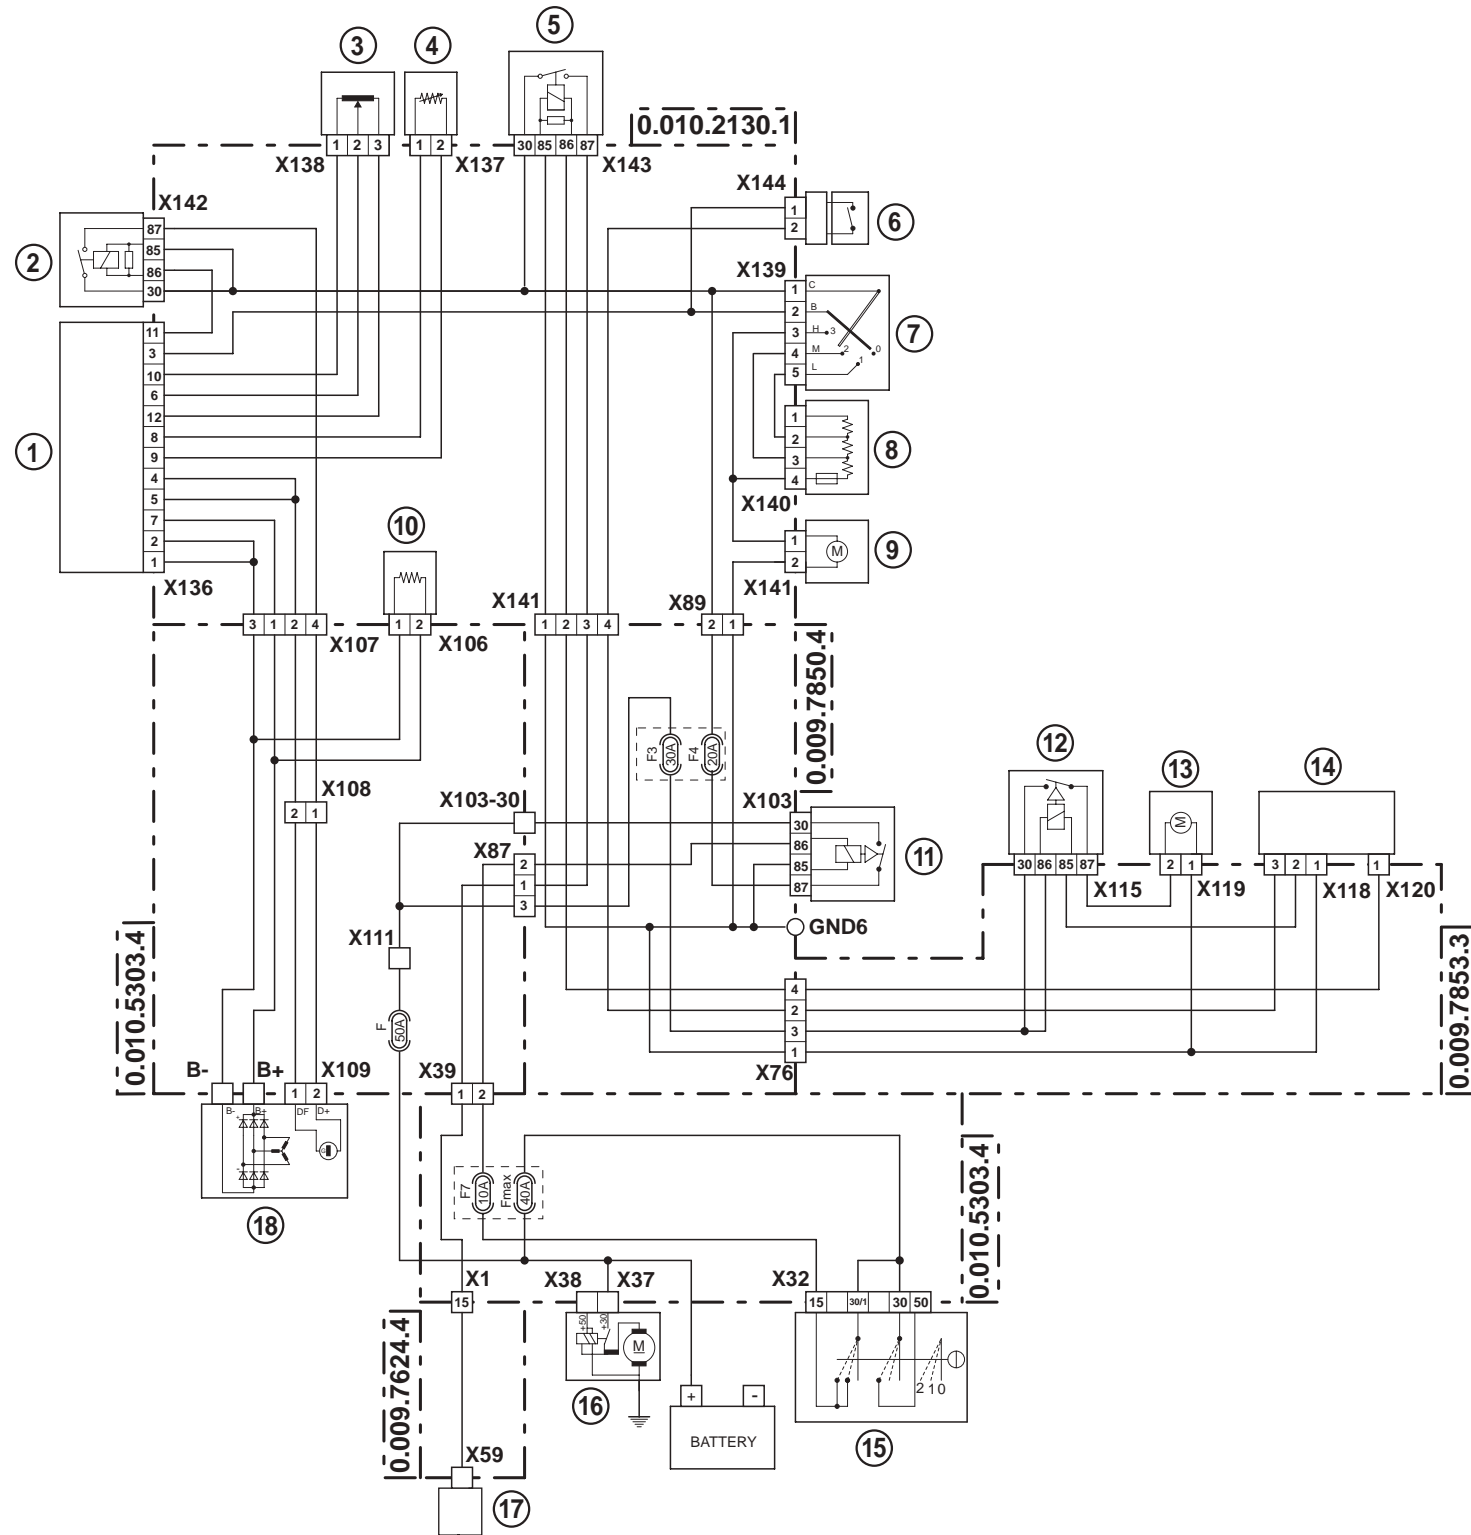 5
3 4
0.010.2130.1
1 2 3 1 2 30 85 86 87
X138 X137 X143
X144
X142
1
2
6
87
85
86
30
2
X139
1 C
2 B
3 H 3
4 M 2 0
5 L 1
7
11
3
10
6
12
8
9
4
5
7
2
1
1
1
2
3
4
8
X140
10
1
2
M
9
X136 X141 X89 X141
3 1 2 4 1 2 1 2 3 4 2 1
X107 X106
0.009.7850.4
F3 30A F4 20A
12 13 14
X108
2 1
X103-30 X103
30
86
85
87
11
M
X87
2
1
3
30 86 85 87 2 1 3 2 1 1
X115 X119 X118 X120
GND6
X111
0.010.5303.4
0.009.7853.3
F 50A
4
2
3
1
X76
B- B+ X109 X39
1 2 1 2
B- B+ DF D+
+
+
G
18
F7 10A Fmax 40A
0.010.5303.4
X1 X38 X37 X32
15 15 30/1 30 50
+50 +30
M
2 1 0
0.009.7624.4
16
+ -
BATTERY
15
X59
17